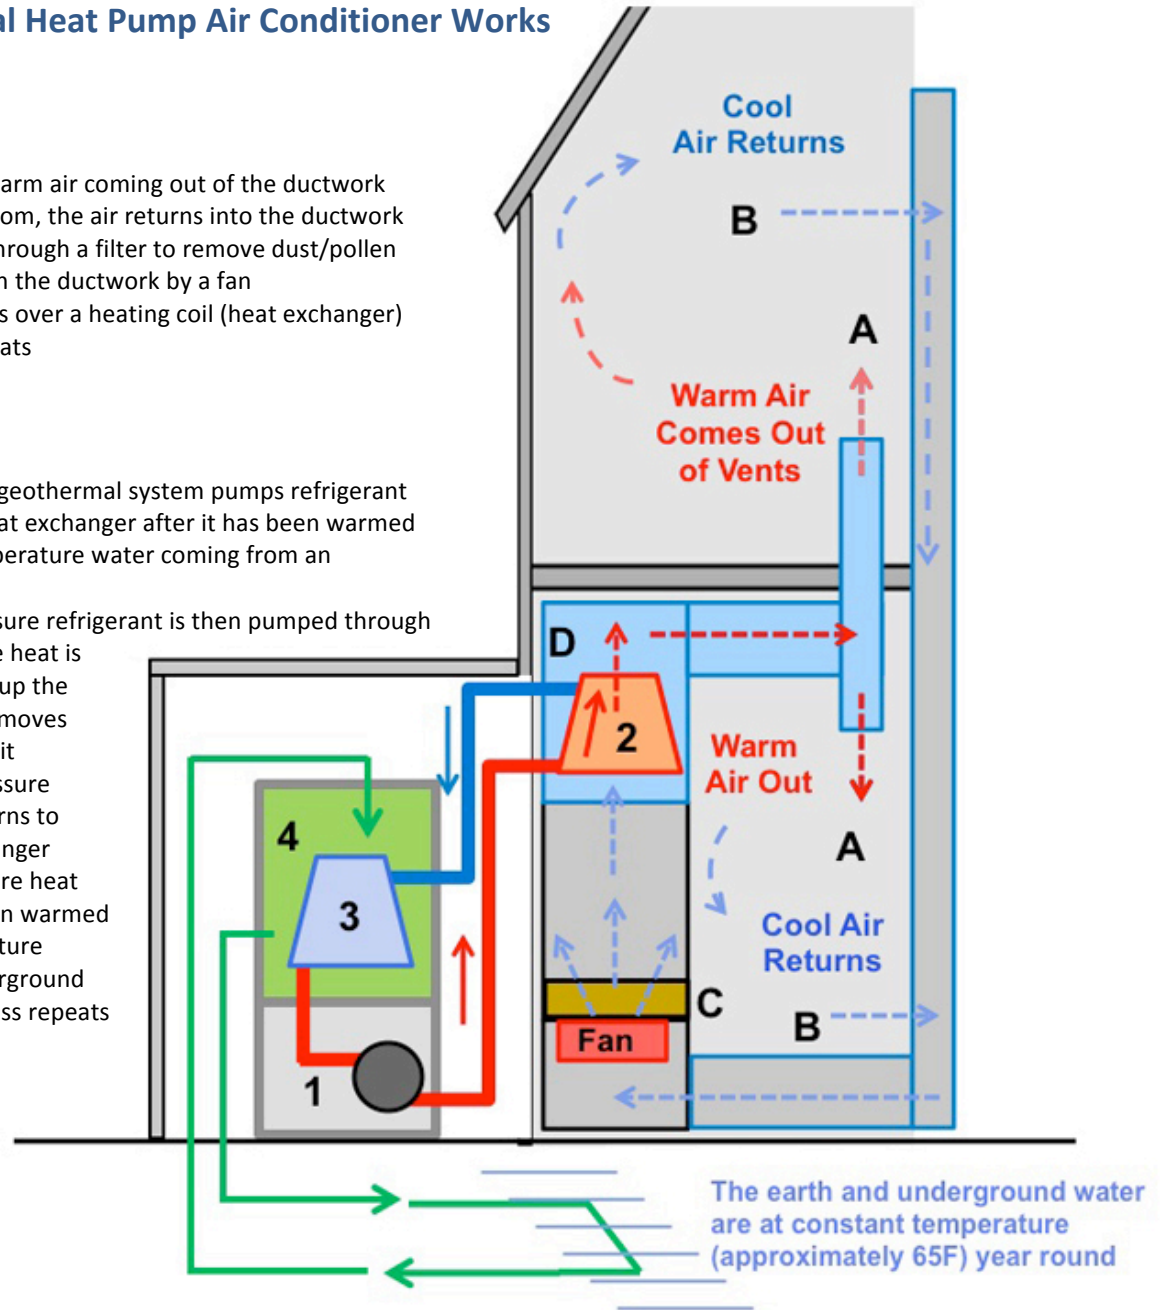 al Heat Pump Air Conditioner Works
arm air coming out of the ductwork
om, the air returns into the ductwork
hrough a filter to remove dust/pollen
n the ductwork by a fan
s over a heating coil (heat exchanger)
ats
geothermal system pumps refrigerant
at exchanger after it has been warmed
perature water coming from an
sure refrigerant is then pumped through
e heat is
up the
moves
it
ssure
rns to
nger
re heat
n warmed
ture
rground
ss repeats
Cool
Air Returns
B
A
Warm Air
Comes Out
of Vents
D
2
Warm
Air Out
A
4
3
Cool Air
Returns
C
B
Fan
1
The earth and underground water
are at constant temperature
(approximately 65F) year round